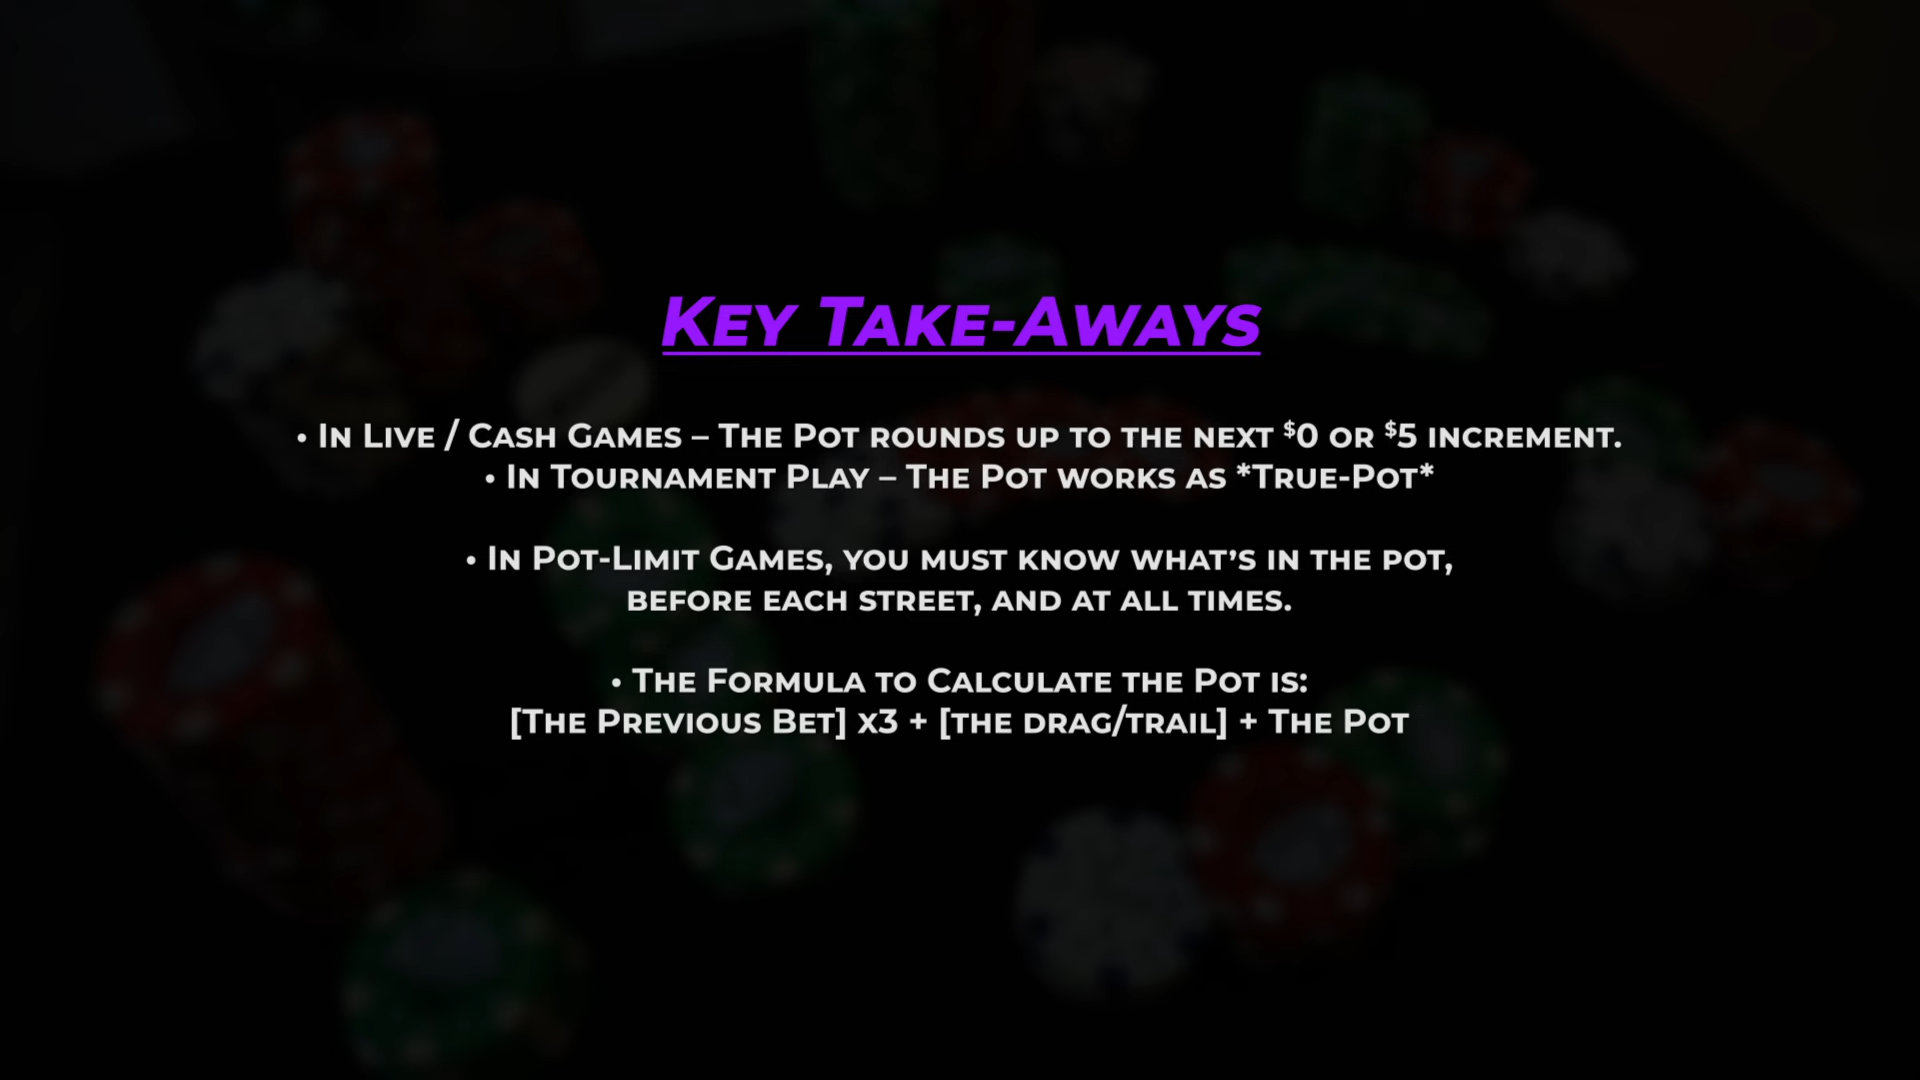 Key Take-Aways
• In Live / Cash Games – The Pot rounds up to the next $0 or $5 increment.
• In Tournament Play – The Pot works as *True-Pot*
• In Pot-Limit Games, you must know what's in the pot,
before each street, and at all times.
• The Formula to Calculate the Pot is:
[The Previous Bet] x3 + [the drag/trail] + The Pot